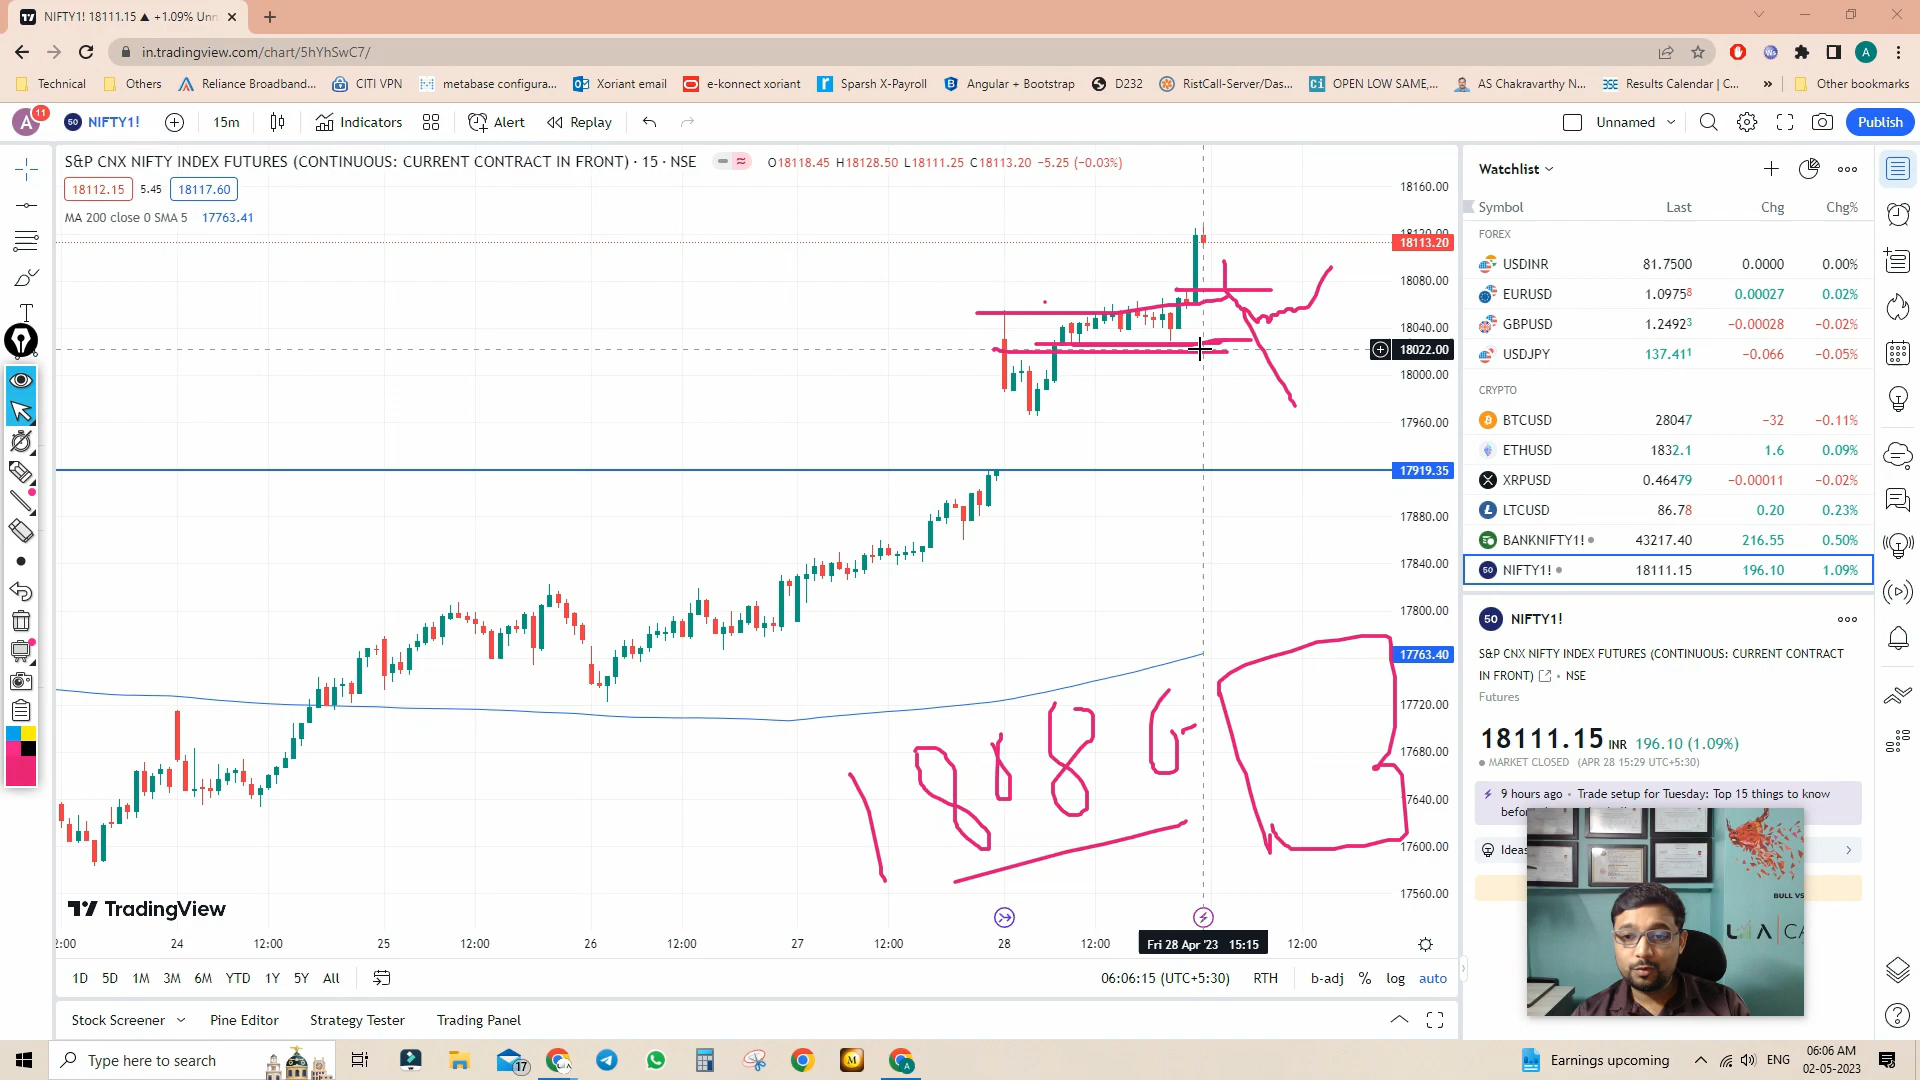 NIFTY1! 18111.15 ▲ +1.09% Unn
in.tradingview.com/chart/5hYhSwC7/
Technical Others Reliance Broadband... CITI VPN metabase configura... Xoriant email e-konnect xoriant Sparsh X-Payroll Angular + Bootstrap D232 RistCall-Server/Das... OPEN LOW SAME,... AS Chakravarthy N... Results Calendar | C... » Other bookmarks
A 11 50 NIFTY1! 15m Indicators Alert Replay Unnamed Publish
S&P CNX NIFTY INDEX FUTURES (CONTINUOUS: CURRENT CONTRACT IN FRONT) · 15 · NSE O18118.45 H18128.50 L18111.25 C18113.20 −5.25 (−0.03%)
18112.15 5.45 18117.60
MA 200 close 0 SMA 5 17763.41
18160.00
18120.00
18113.20
18080.00
18040.00
18022.00
18000.00
17960.00
17919.35
17880.00
17840.00
17800.00
17763.40
17720.00
17680.00
17640.00
17600.00
17560.00
TradingView
2:00 24 12:00 25 12:00 26 12:00 27 12:00 28 12:00 Fri 28 Apr '23 15:15 12:00
1D 5D 1M 3M 6M YTD 1Y 5Y All 06:06:15 (UTC+5:30) RTH b-adj % log auto
Stock Screener Pine Editor Strategy Tester Trading Panel
Watchlist
Symbol Last Chg Chg%
FOREX
USDINR 81.7500 0.0000 0.00%
EURUSD 1.09758 0.00027 0.02%
GBPUSD 1.24923 −0.00028 −0.02%
USDJPY 137.411 −0.066 −0.05%
CRYPTO
BTCUSD 28047 −32 −0.11%
ETHUSD 1832.1 1.6 0.09%
XRPUSD 0.46479 −0.00011 −0.02%
LTCUSD 86.78 0.20 0.23%
BANKNIFTY1! 43217.40 216.55 0.50%
50 NIFTY1! 18111.15 196.10 1.09%
50 NIFTY1!
S&P CNX NIFTY INDEX FUTURES (CONTINUOUS: CURRENT CONTRACT
IN FRONT) • NSE
Futures
18111.15 INR 196.10 (1.09%)
MARKET CLOSED (APR 28 15:29 UTC+5:30)
9 hours ago • Trade setup for Tuesday: Top 15 things to know
Ideas
BULL VS
Type here to search 17 Earnings upcoming ENG 06:06 AM
02-05-2023